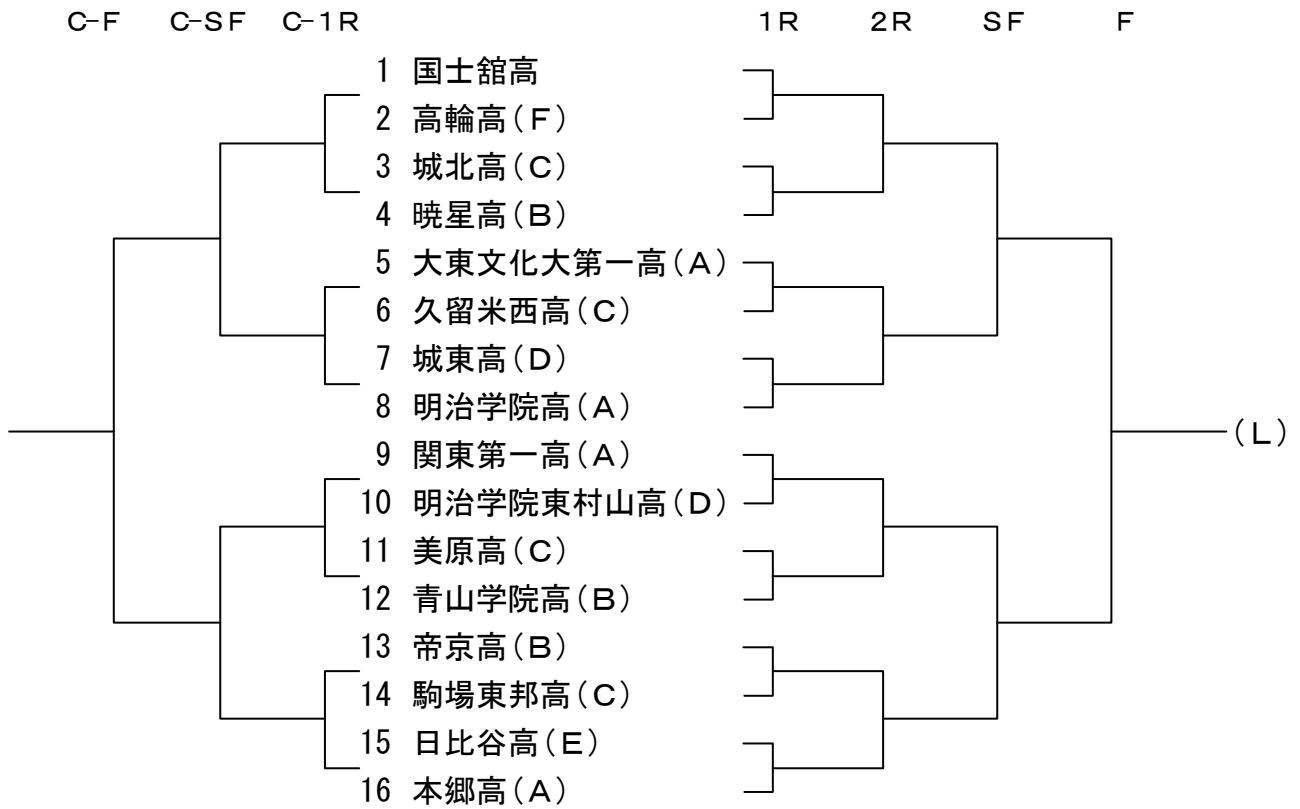 C-F C-SF C-1R 1R 2R SF F
1 国士舘高
2 高輪高(F)
3 城北高(C)
4 暁星高(B)
5 大東文化大第一高(A)
6 久留米西高(C)
7 城東高(D)
8 明治学院高(A)
(L)
9 関東第一高(A)
10 明治学院東村山高(D)
11 美原高(C)
12 青山学院高(B)
13 帝京高(B)
14 駒場東邦高(C)
15 日比谷高(E)
16 本郷高(A)